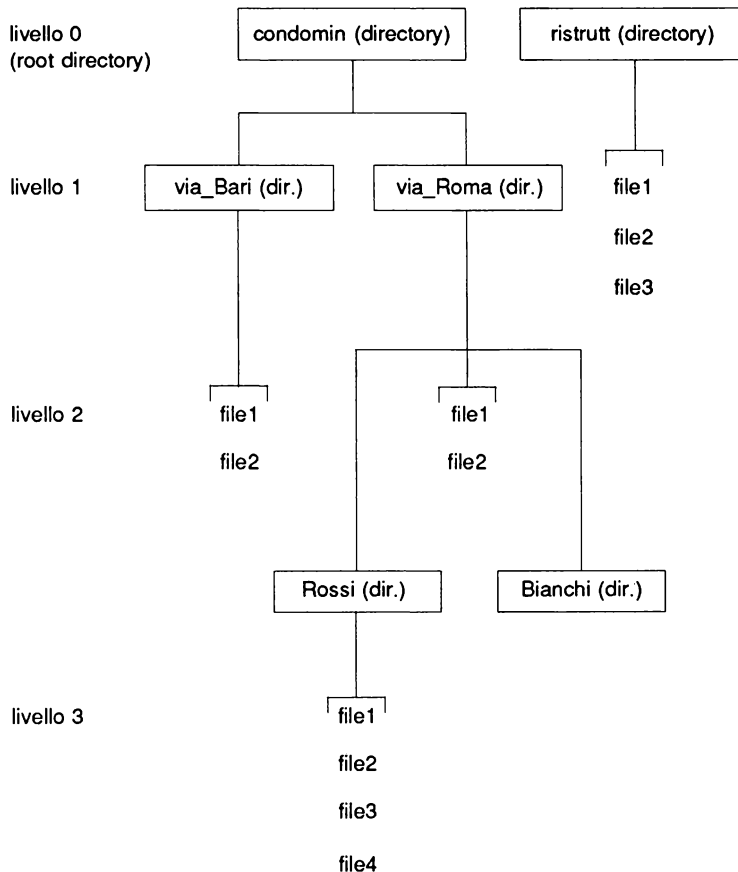 livello 0
(root directory)
condomin (directory)
ristrutt (directory)
livello 1
via_Bari (dir.)
via_Roma (dir.)
file1
file2
file3
livello 2
file1
file2
file1
file2
Rossi (dir.)
Bianchi (dir.)
livello 3
file1
file2
file3
file4